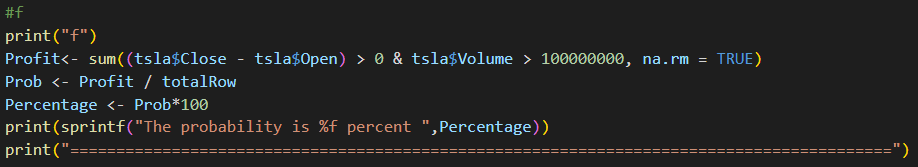 #f
print("f")
Profit<- sum((tsla$Close - tsla$Open) > 0 & tsla$Volume > 100000000, na.rm = TRUE)
Prob <- Profit / totalRow
Percentage <- Prob*100
print(sprintf("The probability is %f percent ",Percentage))
print("=========================================================================================")